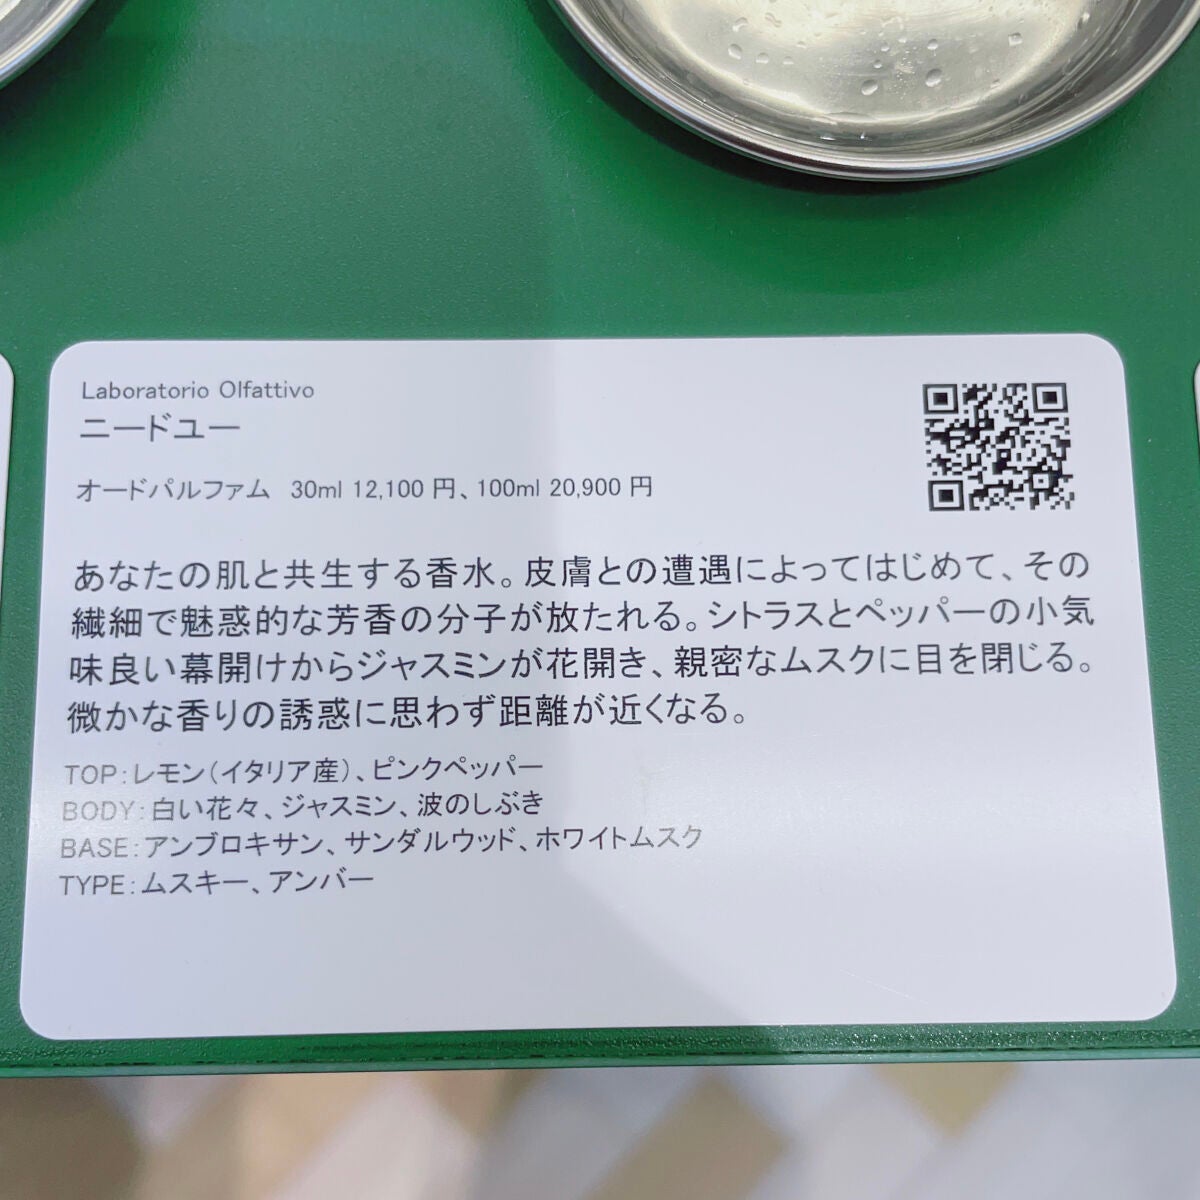 Laboratorio Olfattivo
ニードユー
オードパルファム 30ml 12,100 円、100ml 20,900 円
あなたの肌と共生する香水。皮膚との遭遇によってはじめて、その
繊細で魅惑的な芳香の分子が放たれる。シトラスとペッパーの小気
味良い幕開けからジャスミンが花開き、親密なムスクに目を閉じる。
微かな香りの誘惑に思わず距離が近くなる。
TOP：レモン（イタリア産）、ピンクペッパー
BODY：白い花々、ジャスミン、波のしぶき
BASE：アンブロキサン、サンダルウッド、ホワイトムスク
TYPE：ムスキー、アンバー